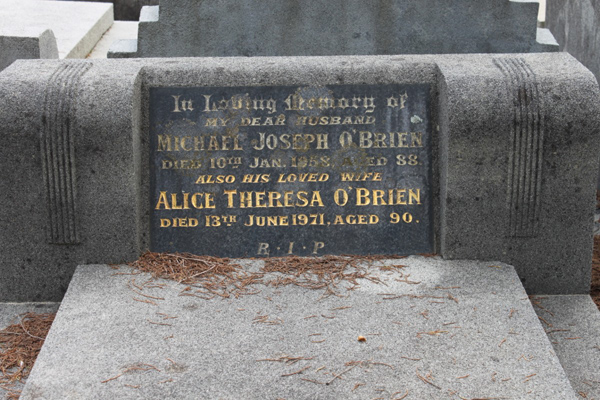 In Loving Memory of
MY DEAR HUSBAND
MICHAEL JOSEPH O'BRIEN
DIED 10TH JAN. 1958, AGED 88.
ALSO HIS LOVED WIFE
ALICE THERESA O'BRIEN
DIED 13TH JUNE 1971, AGED 90.
R·I·P